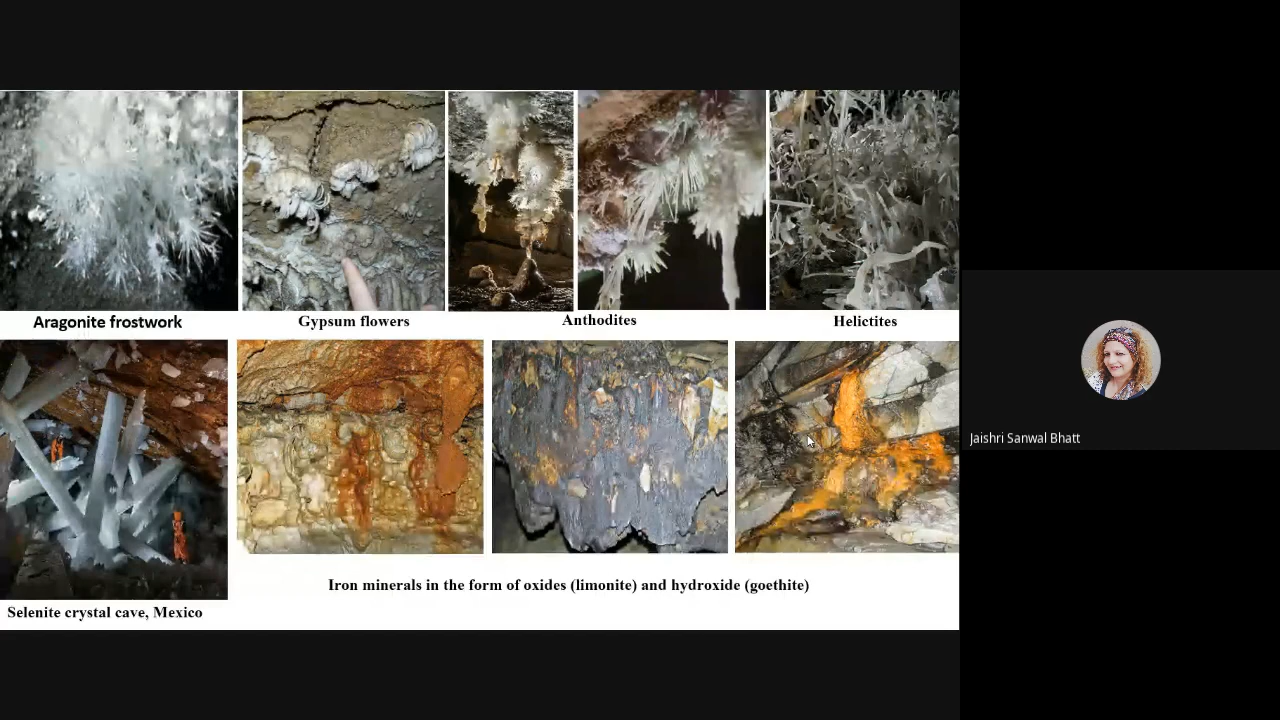 Aragonite frostwork
Gypsum flowers
Anthodites
Helictites
Selenite crystal cave, Mexico
Iron minerals in the form of oxides (limonite) and hydroxide (goethite)
Jaishri Sanwal Bhatt